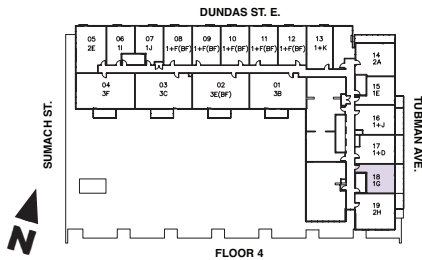 DUNDAS ST. E.
05
2E
06
1I
07
1J
08
1+F(BF)
09
1+F(BF)
10
1+F(BF)
11
1+F(BF)
12
1+F(BF)
13
1+K
14
2A
15
1E
16
1+J
17
1+D
18
1G
19
2H
04
3F
03
3C
02
3E(BF)
01
3B
SUMACH ST.
TUBMAN AVE.
N
FLOOR 4